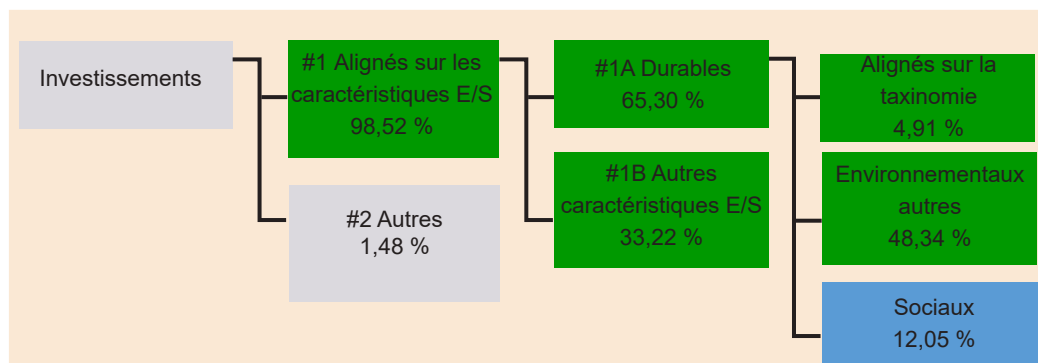 Investissements
#1 Alignés sur les
caractéristiques E/S
98,52 %
#2 Autres
1,48 %
#1A Durables
65,30 %
#1B Autres
caractéristiques E/S
33,22 %
Alignés sur la
taxinomie
4,91 %
Environnementaux
autres
48,34 %
Sociaux
12,05 %